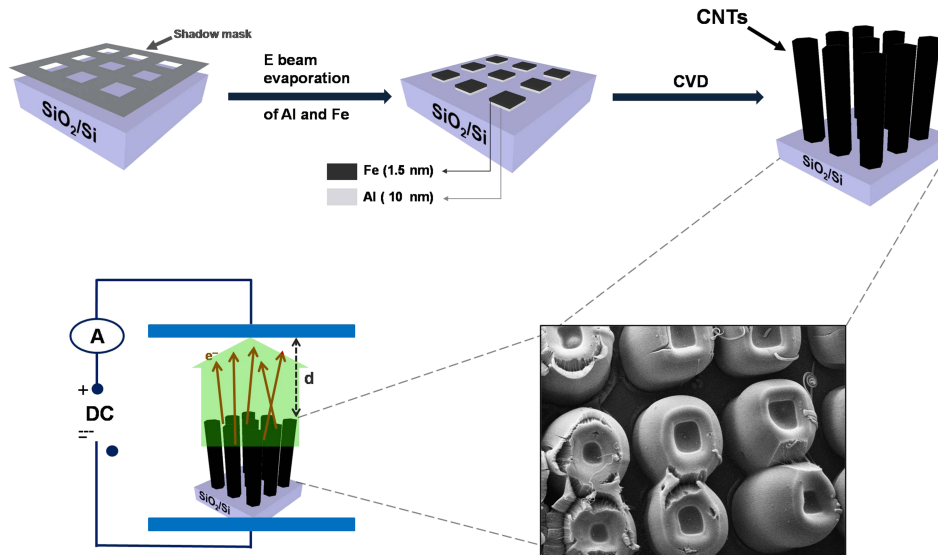 Shadow mask
SiO₂/Si
E beam
evaporation
of Al and Fe
SiO₂/Si
Fe (1.5 nm)
Al ( 10 nm)
CVD
CNTs
SiO₂/Si
A
+
DC
e⁻
d
SiO₂/Si